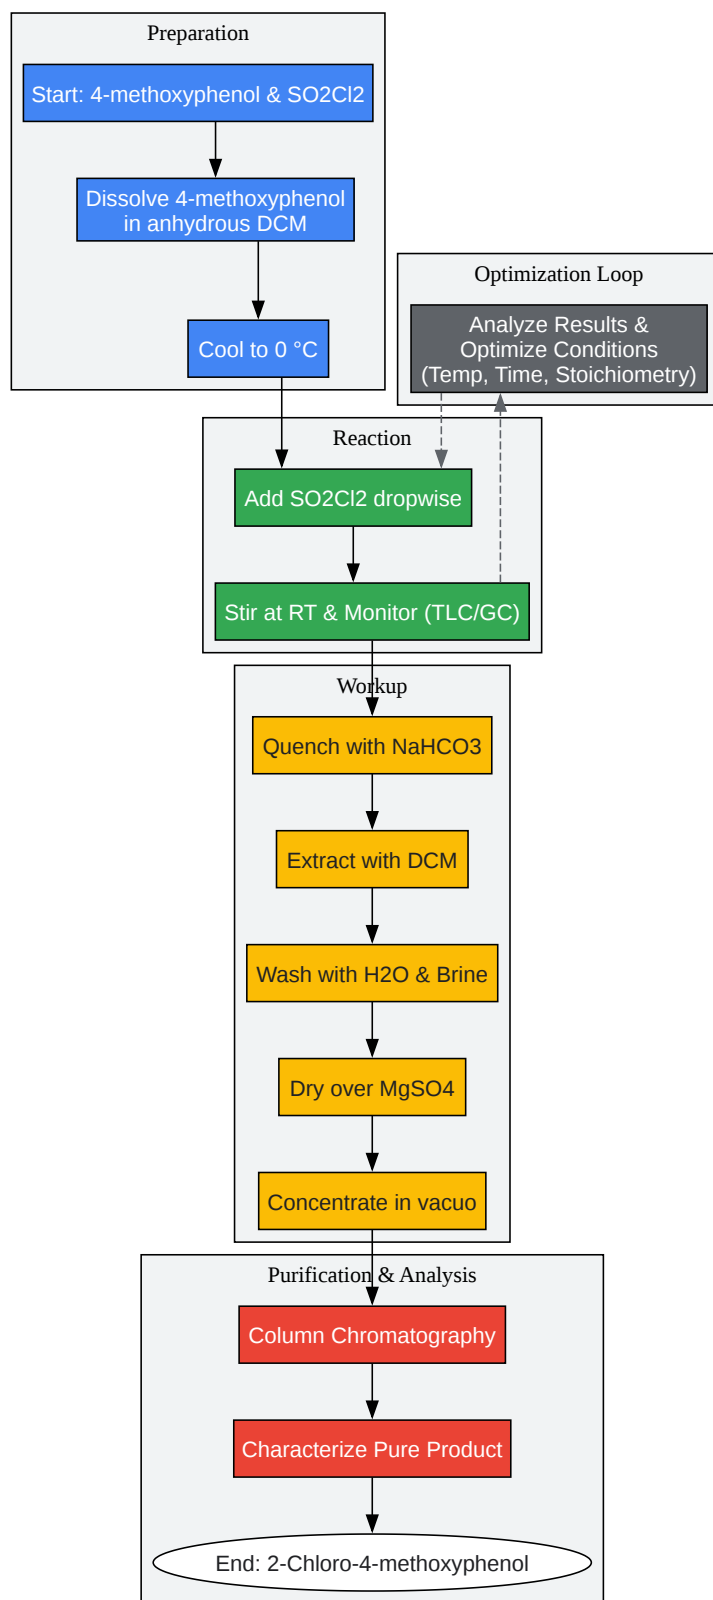 Preparation
Start: 4-methoxyphenol & SO2Cl2
Dissolve 4-methoxyphenol
in anhydrous DCM
Cool to 0 °C
Optimization Loop
Analyze Results &
Optimize Conditions
(Temp, Time, Stoichiometry)
Reaction
Add SO2Cl2 dropwise
Stir at RT & Monitor (TLC/GC)
Workup
Quench with NaHCO3
Extract with DCM
Wash with H2O & Brine
Dry over MgSO4
Concentrate in vacuo
Purification & Analysis
Column Chromatography
Characterize Pure Product
End: 2-Chloro-4-methoxyphenol